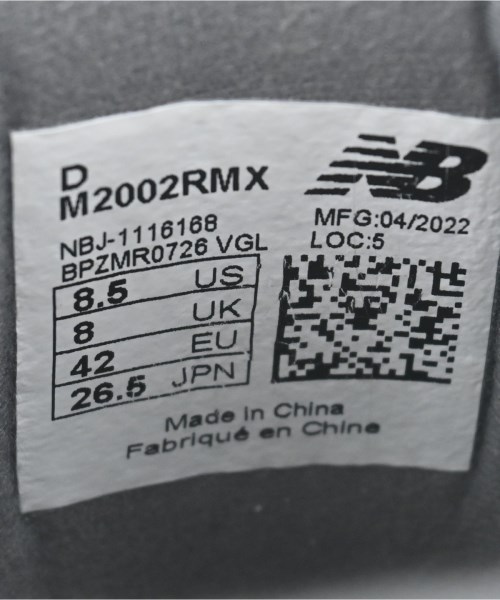 D
M2002RMX
NB
MFG:04/2022
LOC:5
NBJ-1116168
BPZMR0726 VGL
8.5 US
8 UK
42 EU
26.5 JPN
Made in China
Fabriqué en Chine